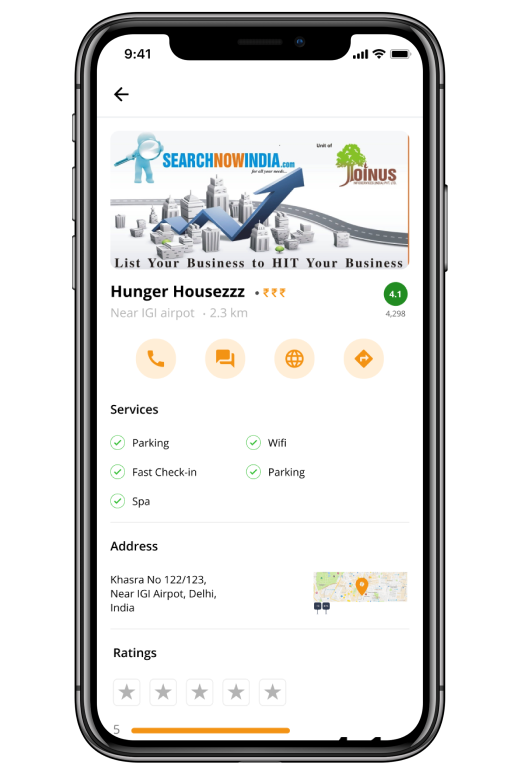 9:41
SEARCHNOWINDIA.com
for all your needs...
Unit of
JOINUS
List Your Business to HIT Your Business
Hunger Housezzz • ₹₹₹
4.1
Near IGI airpot · 2.3 km
4,298
Services
Parking
Wifi
Fast Check-in
Parking
Spa
Address
Khasra No 122/123,
Near IGI Airpot, Delhi,
India
Ratings
5